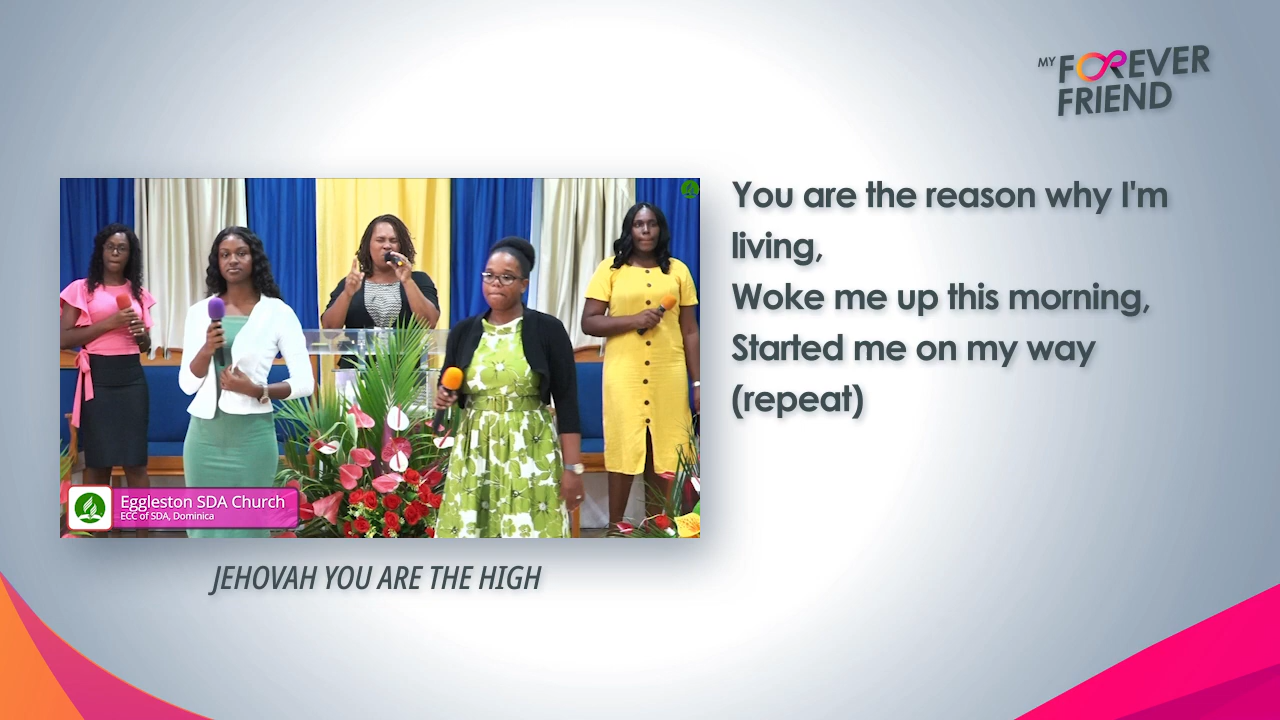 MY FOREVER
FRIEND
You are the reason why I'm
living,
Woke me up this morning,
Started me on my way
(repeat)
Eggleston SDA Church
ECC of SDA, Dominica
JEHOVAH YOU ARE THE HIGH